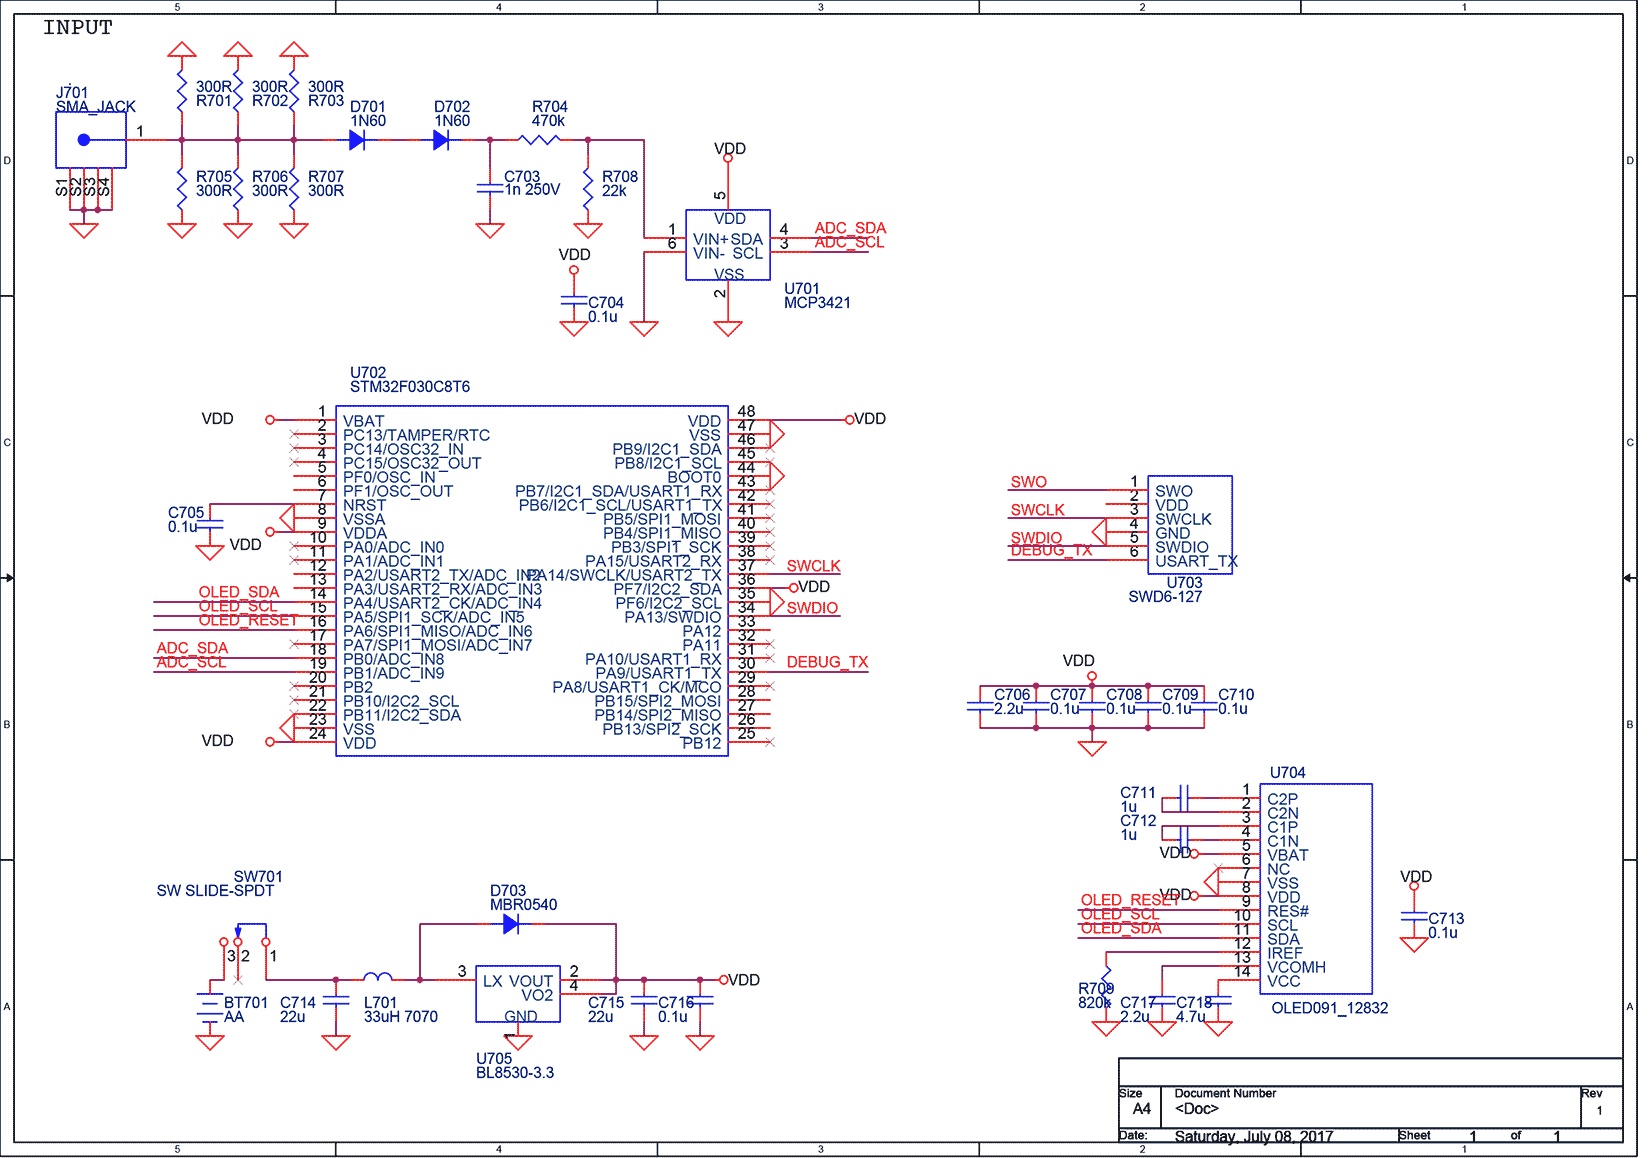 5 4 3 2 1
INPUT
J701
SMA_JACK
1
S1
S2
S3
S4
300R
R701
300R
R702
300R
R703
R705
300R
R706
300R
R707
300R
D701
1N60
D702
1N60
R704
470k
C703
1n 250V
R708
22k
VDD
5
VDD
1 VIN+ SDA 4 ADC_SDA
6 VIN- SCL 3 ADC_SCL
VSS
2
U701
MCP3421
VDD
C704
0.1u
D
D
U702
STM32F030C8T6
VDD 1 VBAT
2 PC13/TAMPER/RTC
3 PC14/OSC32_IN
4 PC15/OSC32_OUT
5 PF0/OSC_IN
6 PF1/OSC_OUT
7 NRST
8 VSSA
VDD 9 VDDA
10 PA0/ADC_IN0
11 PA1/ADC_IN1
12 PA2/USART2_TX/ADC_IN2
13 PA3/USART2_RX/ADC_IN3
OLED_SDA 14 PA4/USART2_CK/ADC_IN4
OLED_SCL 15 PA5/SPI1_SCK/ADC_IN5
OLED_RESET 16 PA6/SPI1_MISO/ADC_IN6
17 PA7/SPI1_MOSI/ADC_IN7
ADC_SDA 18 PB0/ADC_IN8
ADC_SCL 19 PB1/ADC_IN9
20 PB2
21 PB10/I2C2_SCL
22 PB11/I2C2_SDA
23 VSS
VDD 24 VDD
C705
0.1u
VDD 48 VDD
VSS 47
PB9/I2C1_SDA 46
PB8/I2C1_SCL 45
BOOT0 44
PB7/I2C1_SDA/USART1_RX 43
PB6/I2C1_SCL/USART1_TX 42
PB5/SPI1_MOSI 41
PB4/SPI1_MISO 40
PB3/SPI1_SCK 39
PA15/USART2_RX 38
PA14/SWCLK/USART2_TX 37 SWCLK
PF7/I2C2_SDA 36 VDD
PF6/I2C2_SCL 35
PA13/SWDIO 34 SWDIO
PA12 33
PA11 32
PA10/USART1_RX 31
PA9/USART1_TX 30 DEBUG_TX
PA8/USART1_CK/MCO 29
PB15/SPI2_MOSI 28
PB14/SPI2_MISO 27
PB13/SPI2_SCK 26
PB12 25
C
C
SWO 1 SWO
2 VDD
SWCLK 3 SWCLK
4 GND
SWDIO 5 SWDIO
DEBUG_TX 6 USART_TX
U703
SWD6-127
VDD
C706
2.2u
C707
0.1u
C708
0.1u
C709
0.1u
C710
0.1u
B
B
U704
C711
1u
C712
1u
1 C2P
2 C2N
3 C1P
4 C1N
VDD 5 VBAT
6 NC
7 VSS
VDD 8 VDD
OLED_RESET 9 RES#
OLED_SCL 10 SCL
OLED_SDA 11 SDA
12 IREF
13 VCOMH
14 VCC
OLED091_12832
R709
820k
C717
2.2u
C718
4.7u
VDD
C713
0.1u
SW701
SW SLIDE-SPDT
3 2 1
BT701
AA
C714
22u
L701
33uH 7070
D703
MBR0540
3 LX VOUT 2
VO2 4
GND
1
U705
BL8530-3.3
C715
22u
C716
0.1u
VDD
A
A
Size
A4
Document Number
<Doc>
Rev
1
Date: Saturday, July 08, 2017 Sheet 1 of 1
5 4 3 2 1